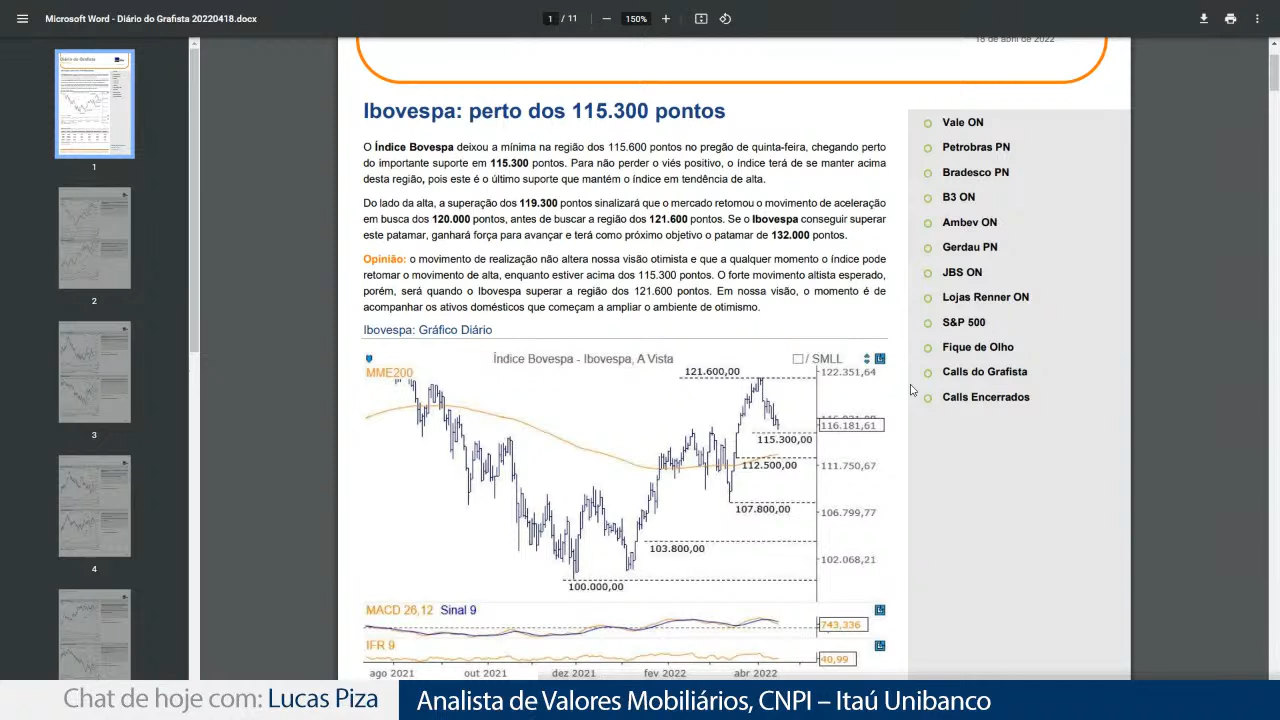 Microsoft Word - Diário do Grafista 20220418.docx
1 / 11
150%
18 de abril de 2022
Ibovespa: perto dos 115.300 pontos
O Índice Bovespa deixou a mínima na região dos 115.600 pontos no pregão de quinta-feira, chegando perto
do importante suporte em 115.300 pontos. Para não perder o viés positivo, o índice terá de se manter acima
desta região, pois este é o último suporte que mantém o índice em tendência de alta.
Do lado da alta, a superação dos 119.300 pontos sinalizará que o mercado retomou o movimento de aceleração
em busca dos 120.000 pontos, antes de buscar a região dos 121.600 pontos. Se o Ibovespa conseguir superar
este patamar, ganhará força para avançar e terá como próximo objetivo o patamar de 132.000 pontos.
Opinião: o movimento de realização não altera nossa visão otimista e que a qualquer momento o índice pode
retomar o movimento de alta, enquanto estiver acima dos 115.300 pontos. O forte movimento altista esperado,
porém, será quando o Ibovespa superar a região dos 121.600 pontos. Em nossa visão, o momento é de
acompanhar os ativos domésticos que começam a ampliar o ambiente de otimismo.
Ibovespa: Gráfico Diário
Índice Bovespa - Ibovespa, A Vista
/ SMLL
MME200
121.600,00
122.351,64
116.181,61
115.300,00
112.500,00
111.750,67
107.800,00
106.799,77
103.800,00
102.068,21
100.000,00
MACD 26,12 Sinal 9
743,336
IFR 9
40,99
ago 2021
out 2021
dez 2021
fev 2022
abr 2022
Vale ON
Petrobras PN
Bradesco PN
B3 ON
Ambev ON
Gerdau PN
JBS ON
Lojas Renner ON
S&P 500
Fique de Olho
Calls do Grafista
Calls Encerrados
1
2
3
4
Chat de hoje com: Lucas Piza
Analista de Valores Mobiliários, CNPI – Itaú Unibanco